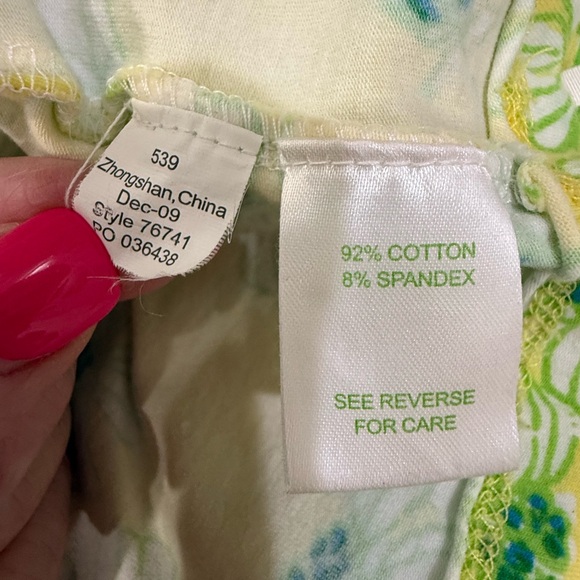 539
Zhongshan, China
Dec-09
Style 76741
PO 036438
92% COTTON
8% SPANDEX
SEE REVERSE
FOR CARE